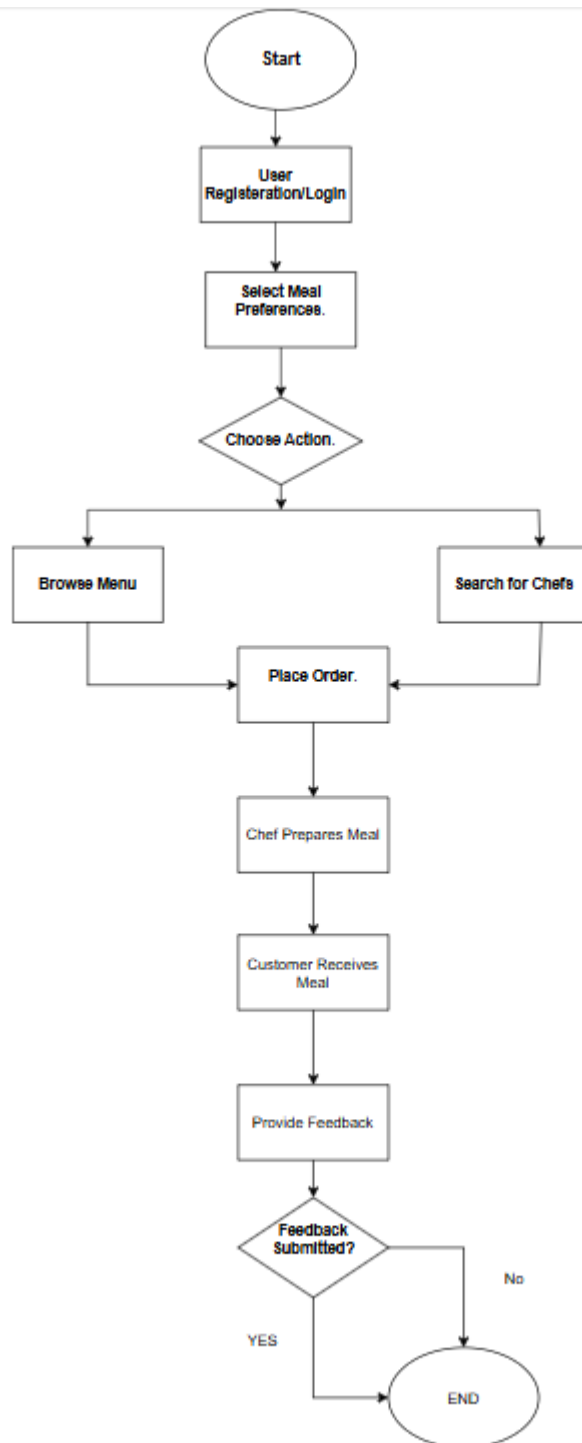 Start
User
Registeration/Login
Select Meal
Preferences.
Choose Action.
Browse Menu
Search for Chefs
Place Order.
Chef Prepares Meal
Customer Receives
Meal
Provide Feedback
Feedback
Submitted?
No
YES
END